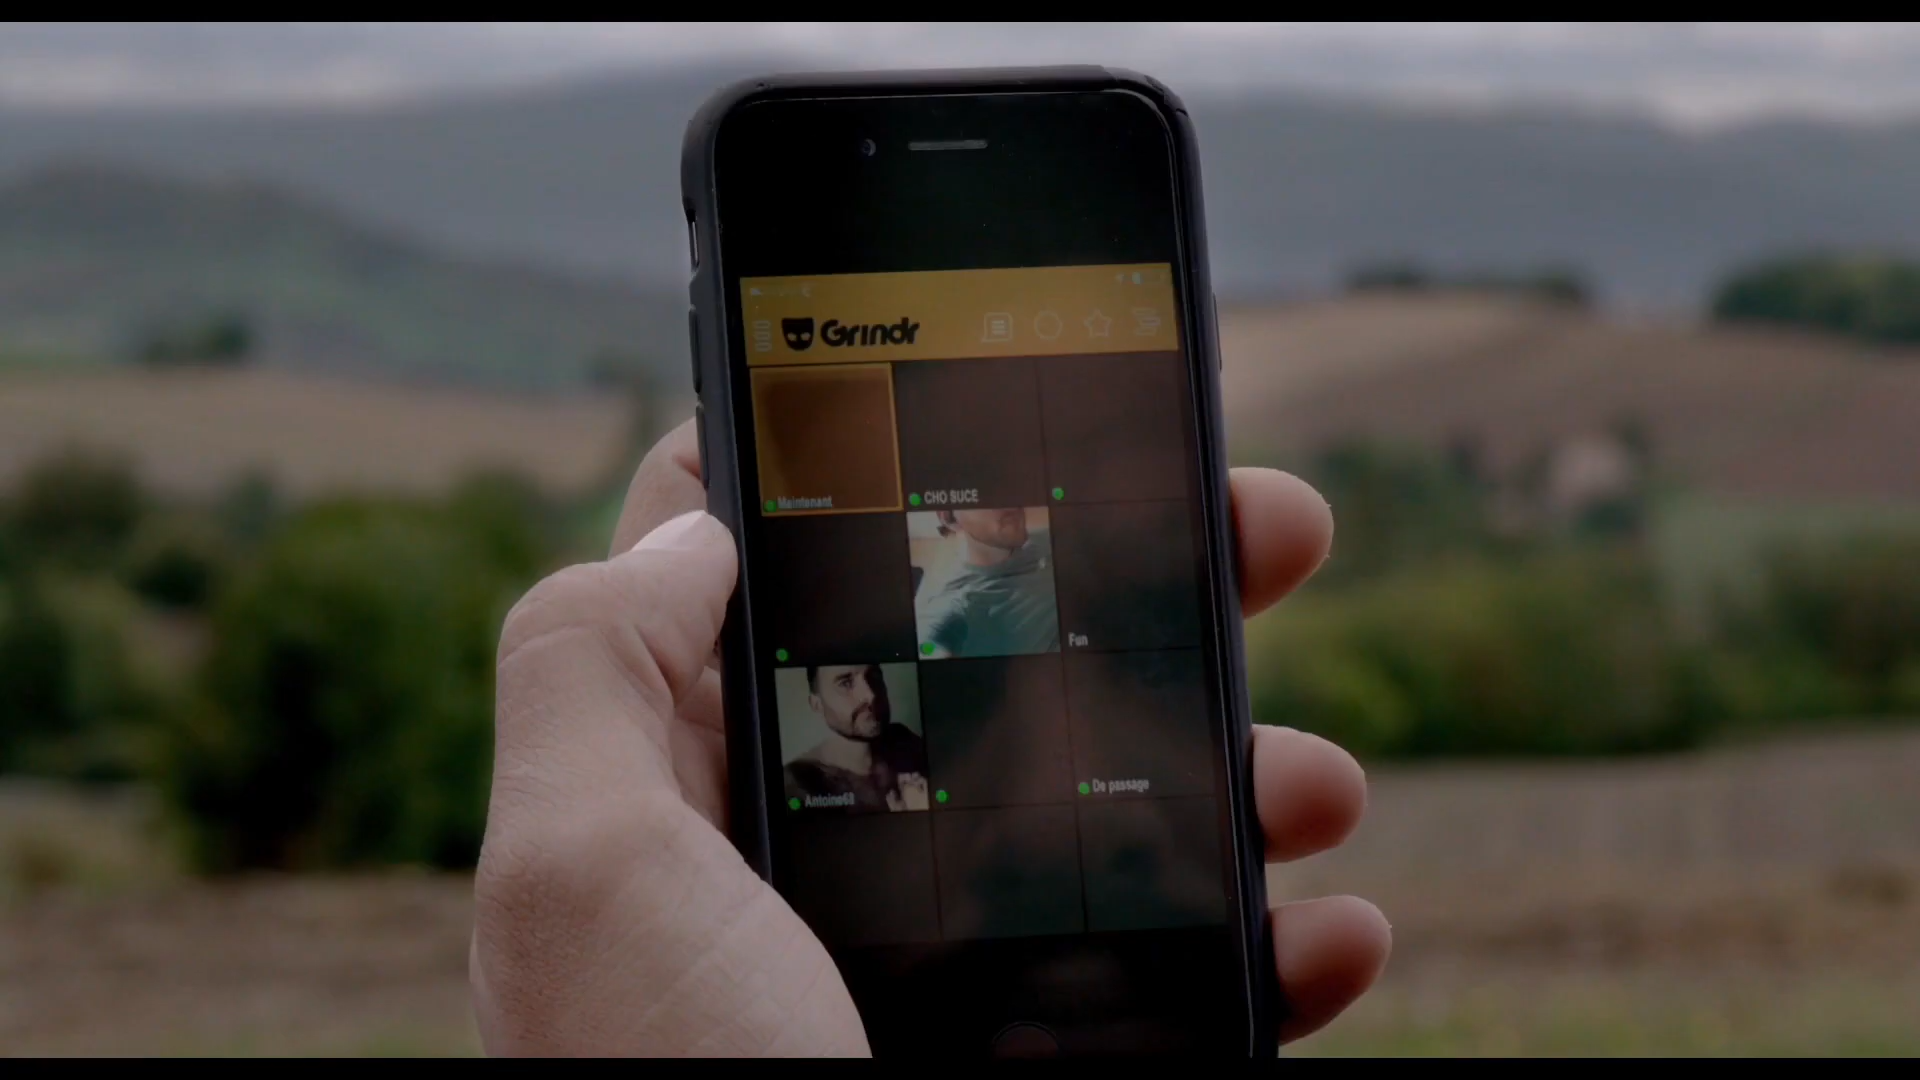 Grindr
Maintenant
CHO SUCE
Fun
Antoine68
De passage